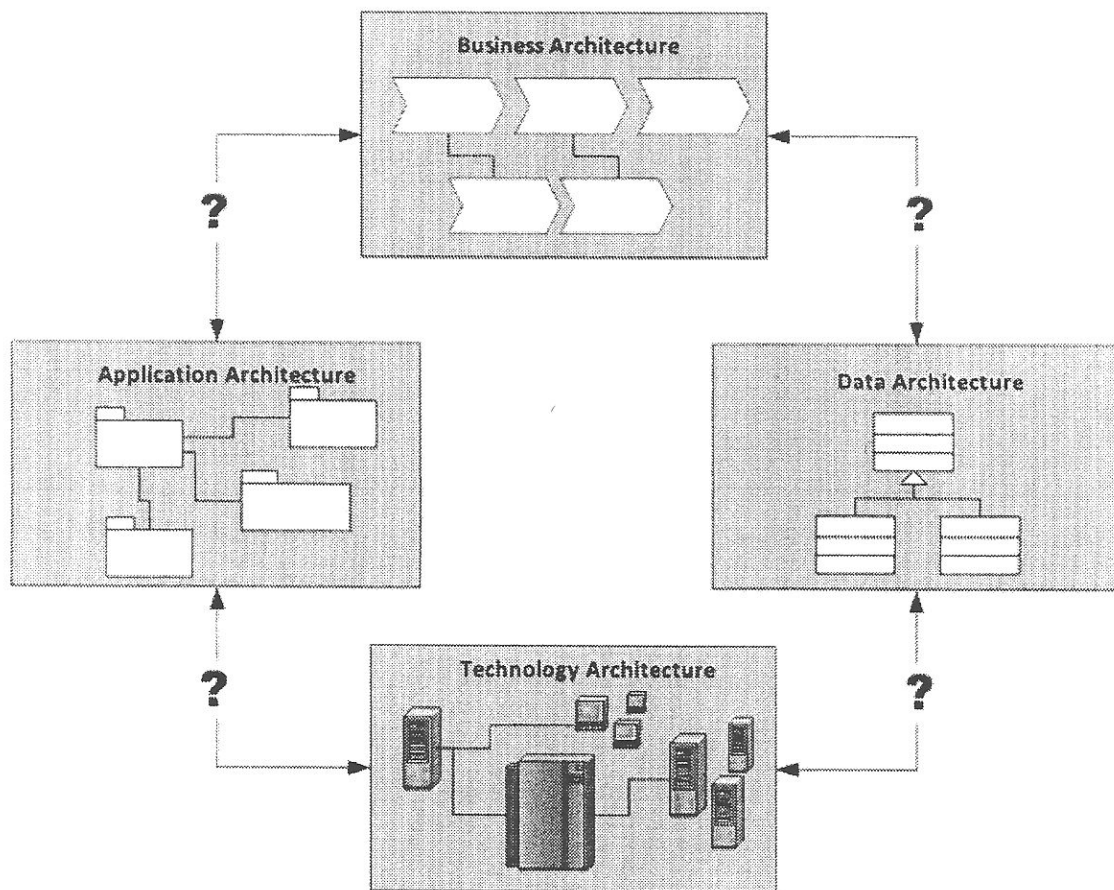 Business Architecture
?
?
Application Architecture
Data Architecture
?
?
Technology Architecture